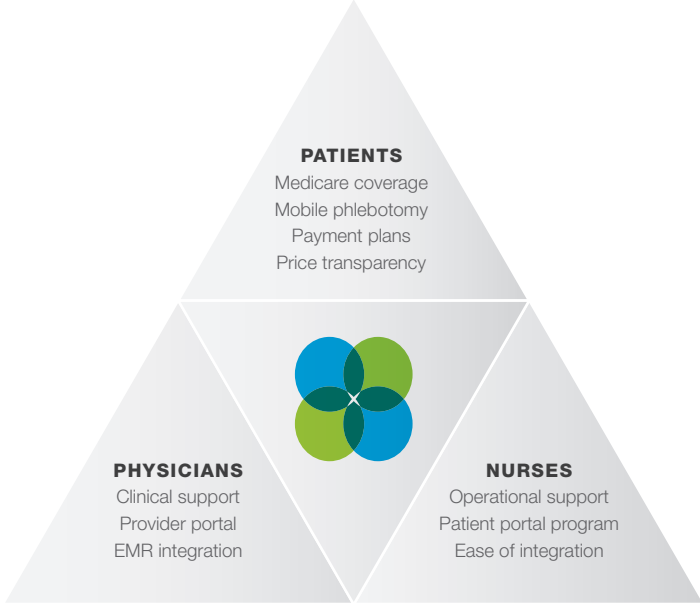 PATIENTS
Medicare coverage
Mobile phlebotomy
Payment plans
Price transparency
PHYSICIANS
Clinical support
Provider portal
EMR integration
NURSES
Operational support
Patient portal program
Ease of integration